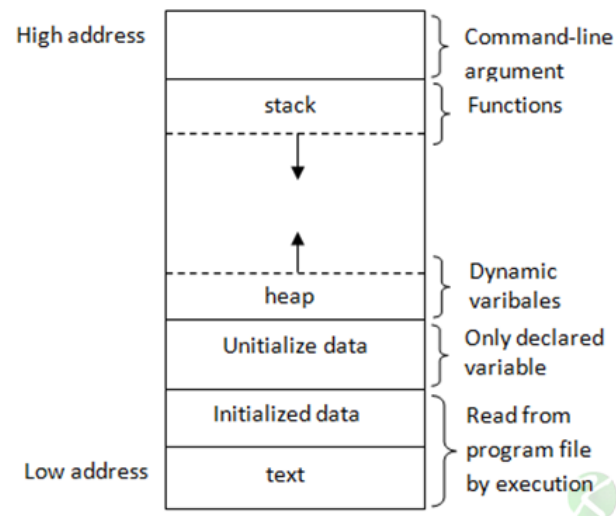 High address
Command-line
argument
stack
Functions
Dynamic
varibales
heap
Unitialize data
Only declared
variable
Initialized data
Read from
program file
by execution
Low address
text